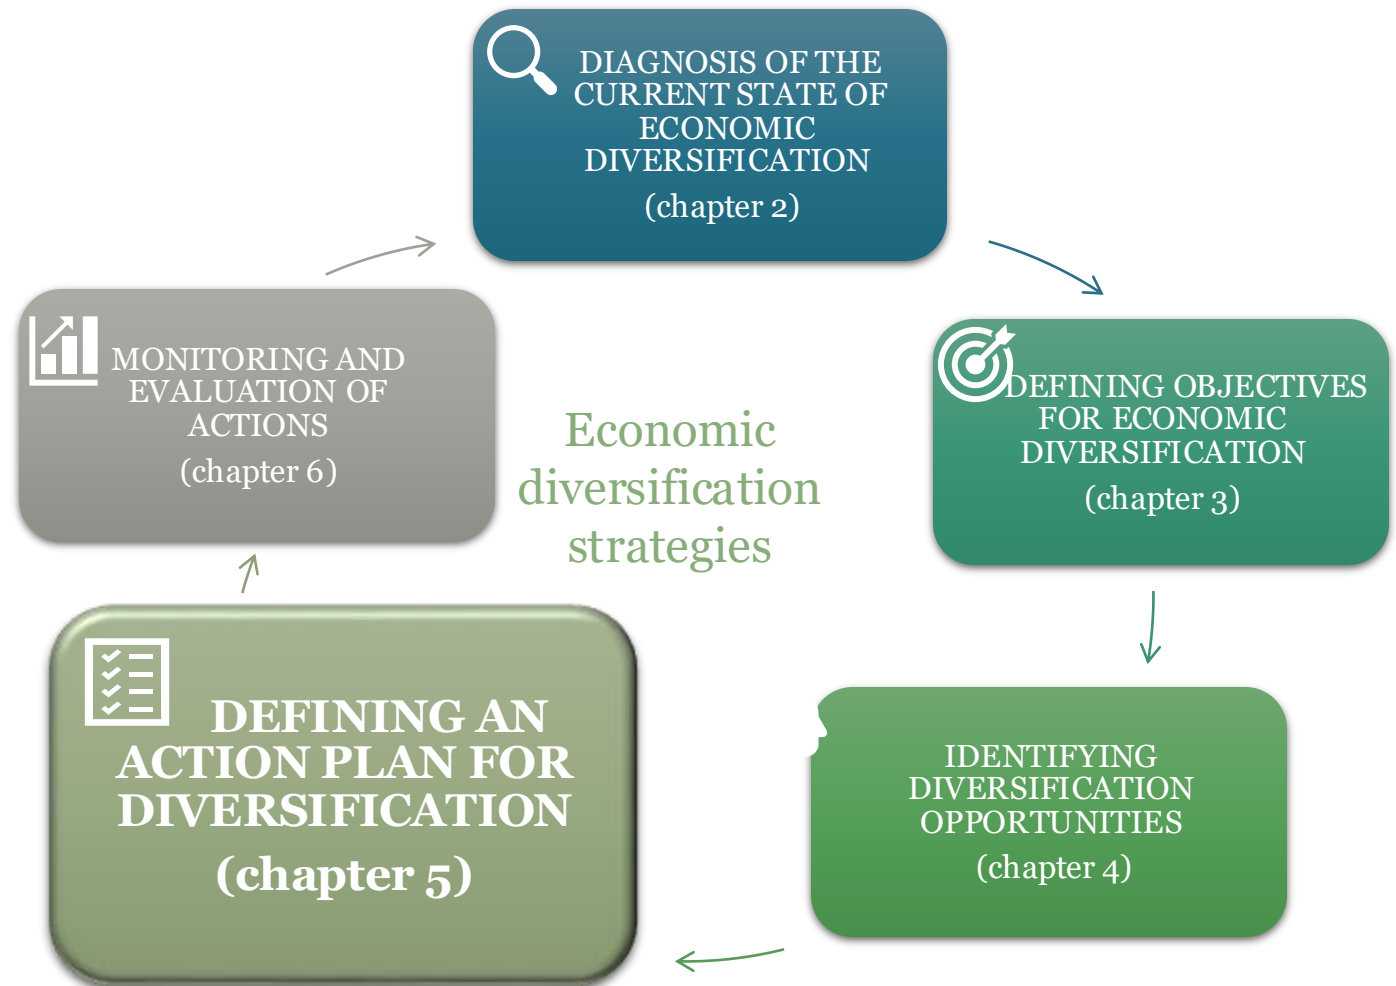 DIAGNOSIS OF THE
CURRENT STATE OF
ECONOMIC
DIVERSIFICATION
(chapter 2)
DEFINING OBJECTIVES
FOR ECONOMIC
DIVERSIFICATION
(chapter 3)
IDENTIFYING
DIVERSIFICATION
OPPORTUNITIES
(chapter 4)
DEFINING AN
ACTION PLAN FOR
DIVERSIFICATION
(chapter 5)
MONITORING AND
EVALUATION OF
ACTIONS
(chapter 6)
Economic
diversification
strategies